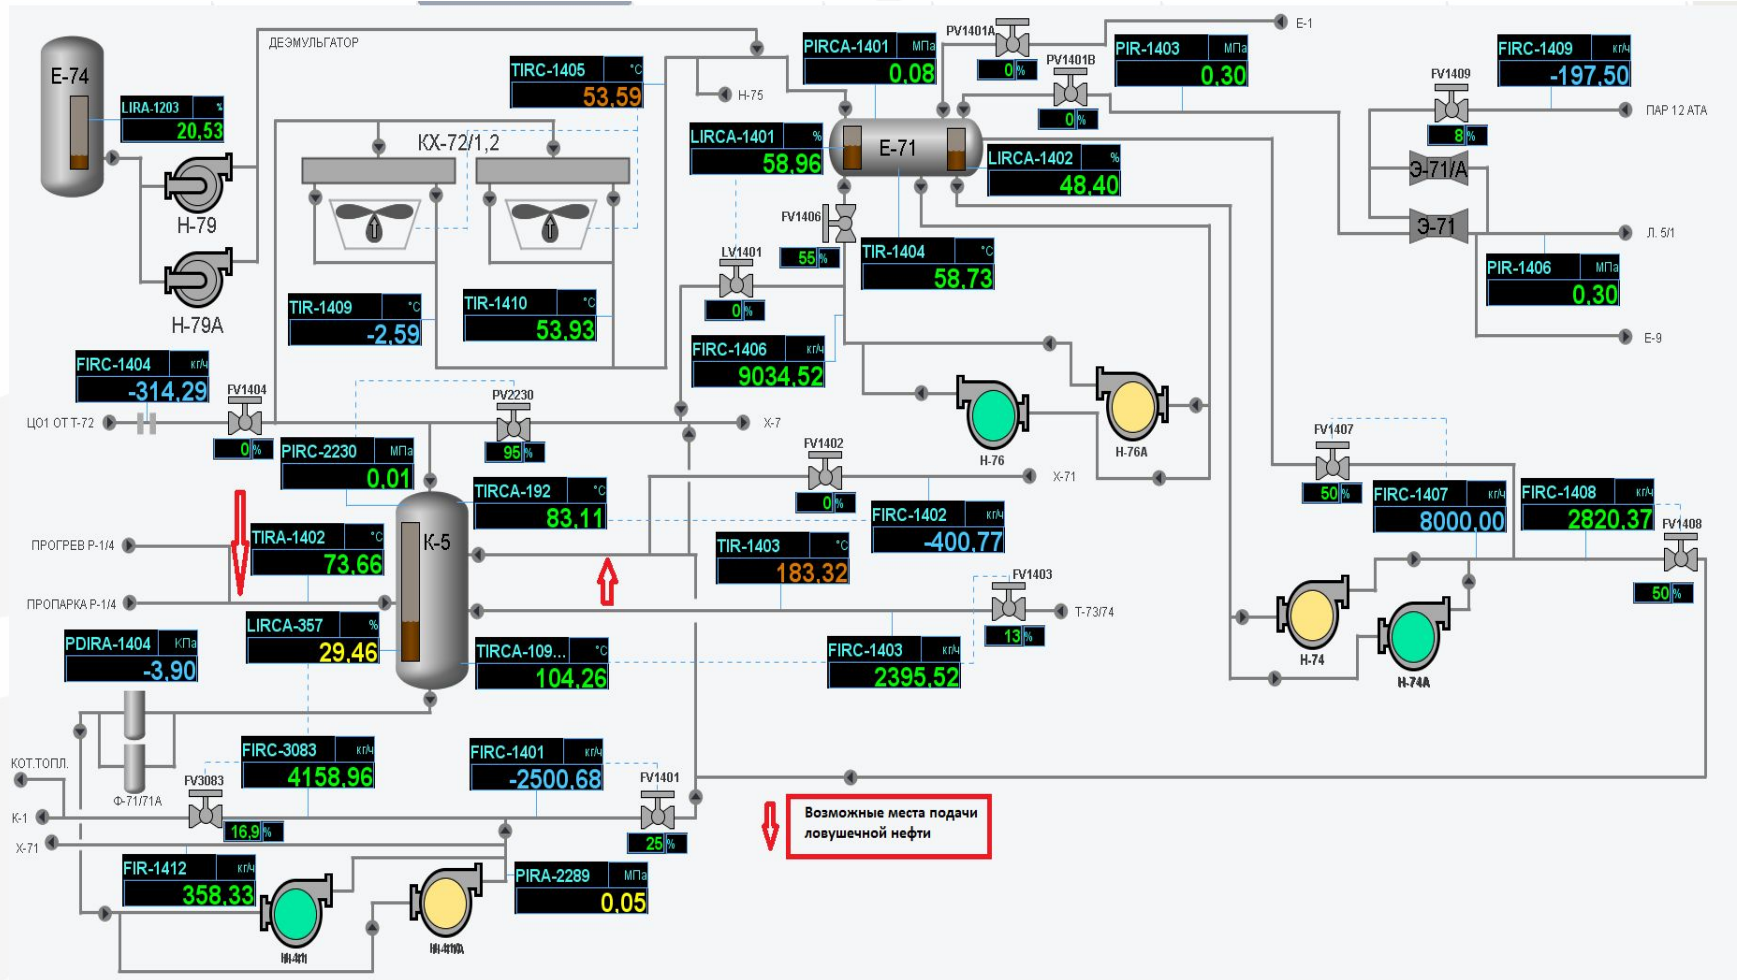 ДЕЭМУЛЬГАТОР
E-74
LIRA-1203 %
20,53
H-79
H-79A
TIRC-1405 °C
53,59
КХ-72/1,2
TIR-1409 °C
-2,59
TIR-1410 °C
53,93
H-75
PIRCA-1401 МПа
0,08
PV1401A
0 %
E-1
PV1401B
0 %
PIR-1403 МПа
0,30
FIRC-1409 кг/ч
-197,50
FV1409
8 %
ПАР 12 АТА
Э-71/А
Э-71
Л. 5/1
PIR-1406 МПа
0,30
E-9
LIRCA-1401 %
58,96
E-71
LIRCA-1402 %
48,40
FV1406
55 %
TIR-1404 °C
58,73
LV1401
0 %
FIRC-1406 кг/ч
9034,52
H-76
H-76A
FIRC-1404 кг/ч
-314,29
FV1404
0 %
ЦО1 ОТ Т-72
PV2230
95 %
X-7
PIRC-2230 МПа
0,01
TIRCA-192 °C
83,11
FV1402
0 %
X-71
FIRC-1402 кг/ч
-400,77
FV1407
50 %
FIRC-1407 кг/ч
8000,00
FIRC-1408 кг/ч
2820,37
FV1408
50 %
ПРОГРЕВ Р-1/4
TIRA-1402 °C
73,66
K-5
TIR-1403 °C
183,32
FV1403
13 %
T-73/74
ПРОПАРКА Р-1/4
LIRCA-357 %
29,46
PDIRA-1404 КПа
-3,90
TIRCA-109... °C
104,26
FIRC-1403 кг/ч
2395,52
H-74
H-74A
КОТ.ТОПЛ.
Ф-71/71А
FIRC-3083 кг/ч
4158,96
FV3083
16,9 %
FIRC-1401 кг/ч
-2500,68
FV1401
25 %
K-1
X-71
FIR-1412 кг/ч
358,33
PIRA-2289 МПа
0,05
Возможные места подачи
ловушечной нефти